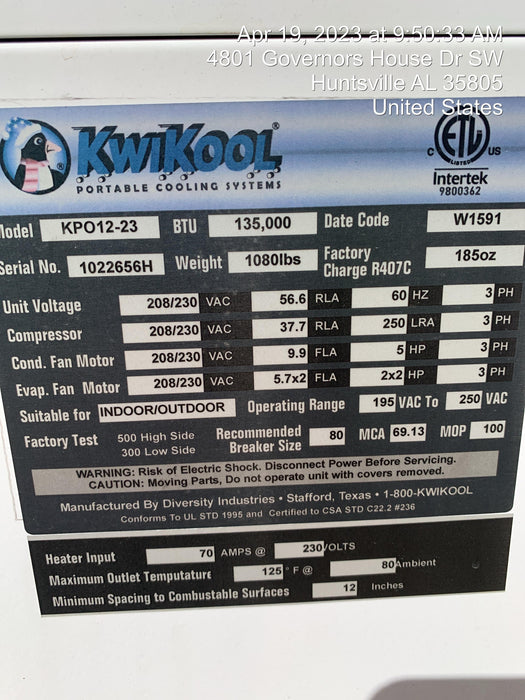 Apr 19, 2023 at 9:50:33 AM
4801 Governors House Dr SW
Huntsville AL 35805
United States
KWIKOOL®
PORTABLE COOLING SYSTEMS
C ETL US
LISTED
Intertek
9800362
Model KPO12-23 BTU 135,000 Date Code W1591
Serial No. 1022656H Weight 1080lbs Factory Charge R407C 185oz
Unit Voltage 208/230 VAC 56.6 RLA 60 HZ 3 PH
Compressor 208/230 VAC 37.7 RLA 250 LRA 3 PH
Cond. Fan Motor 208/230 VAC 9.9 FLA 5 HP 3 PH
Evap. Fan Motor 208/230 VAC 5.7x2 FLA 2x2 HP 3 PH
Suitable for INDOOR/OUTDOOR Operating Range 195 VAC To 250 VAC
Factory Test 500 High Side 300 Low Side Recommended Breaker Size 80 MCA 69.13 MOP 100
WARNING: Risk of Electric Shock. Disconnect Power Before Servicing.
CAUTION: Moving Parts, Do not operate unit with covers removed.
Manufactured By Diversity Industries • Stafford, Texas • 1-800-KWIKOOL
Conforms To UL STD 1995 and Certified to CSA STD C22.2 #236
Heater Input 70 AMPS @ 230 VOLTS
Maximum Outlet Temputature 125 ° F @ 80 Ambient
Minimum Spacing to Combustable Surfaces 12 Inches